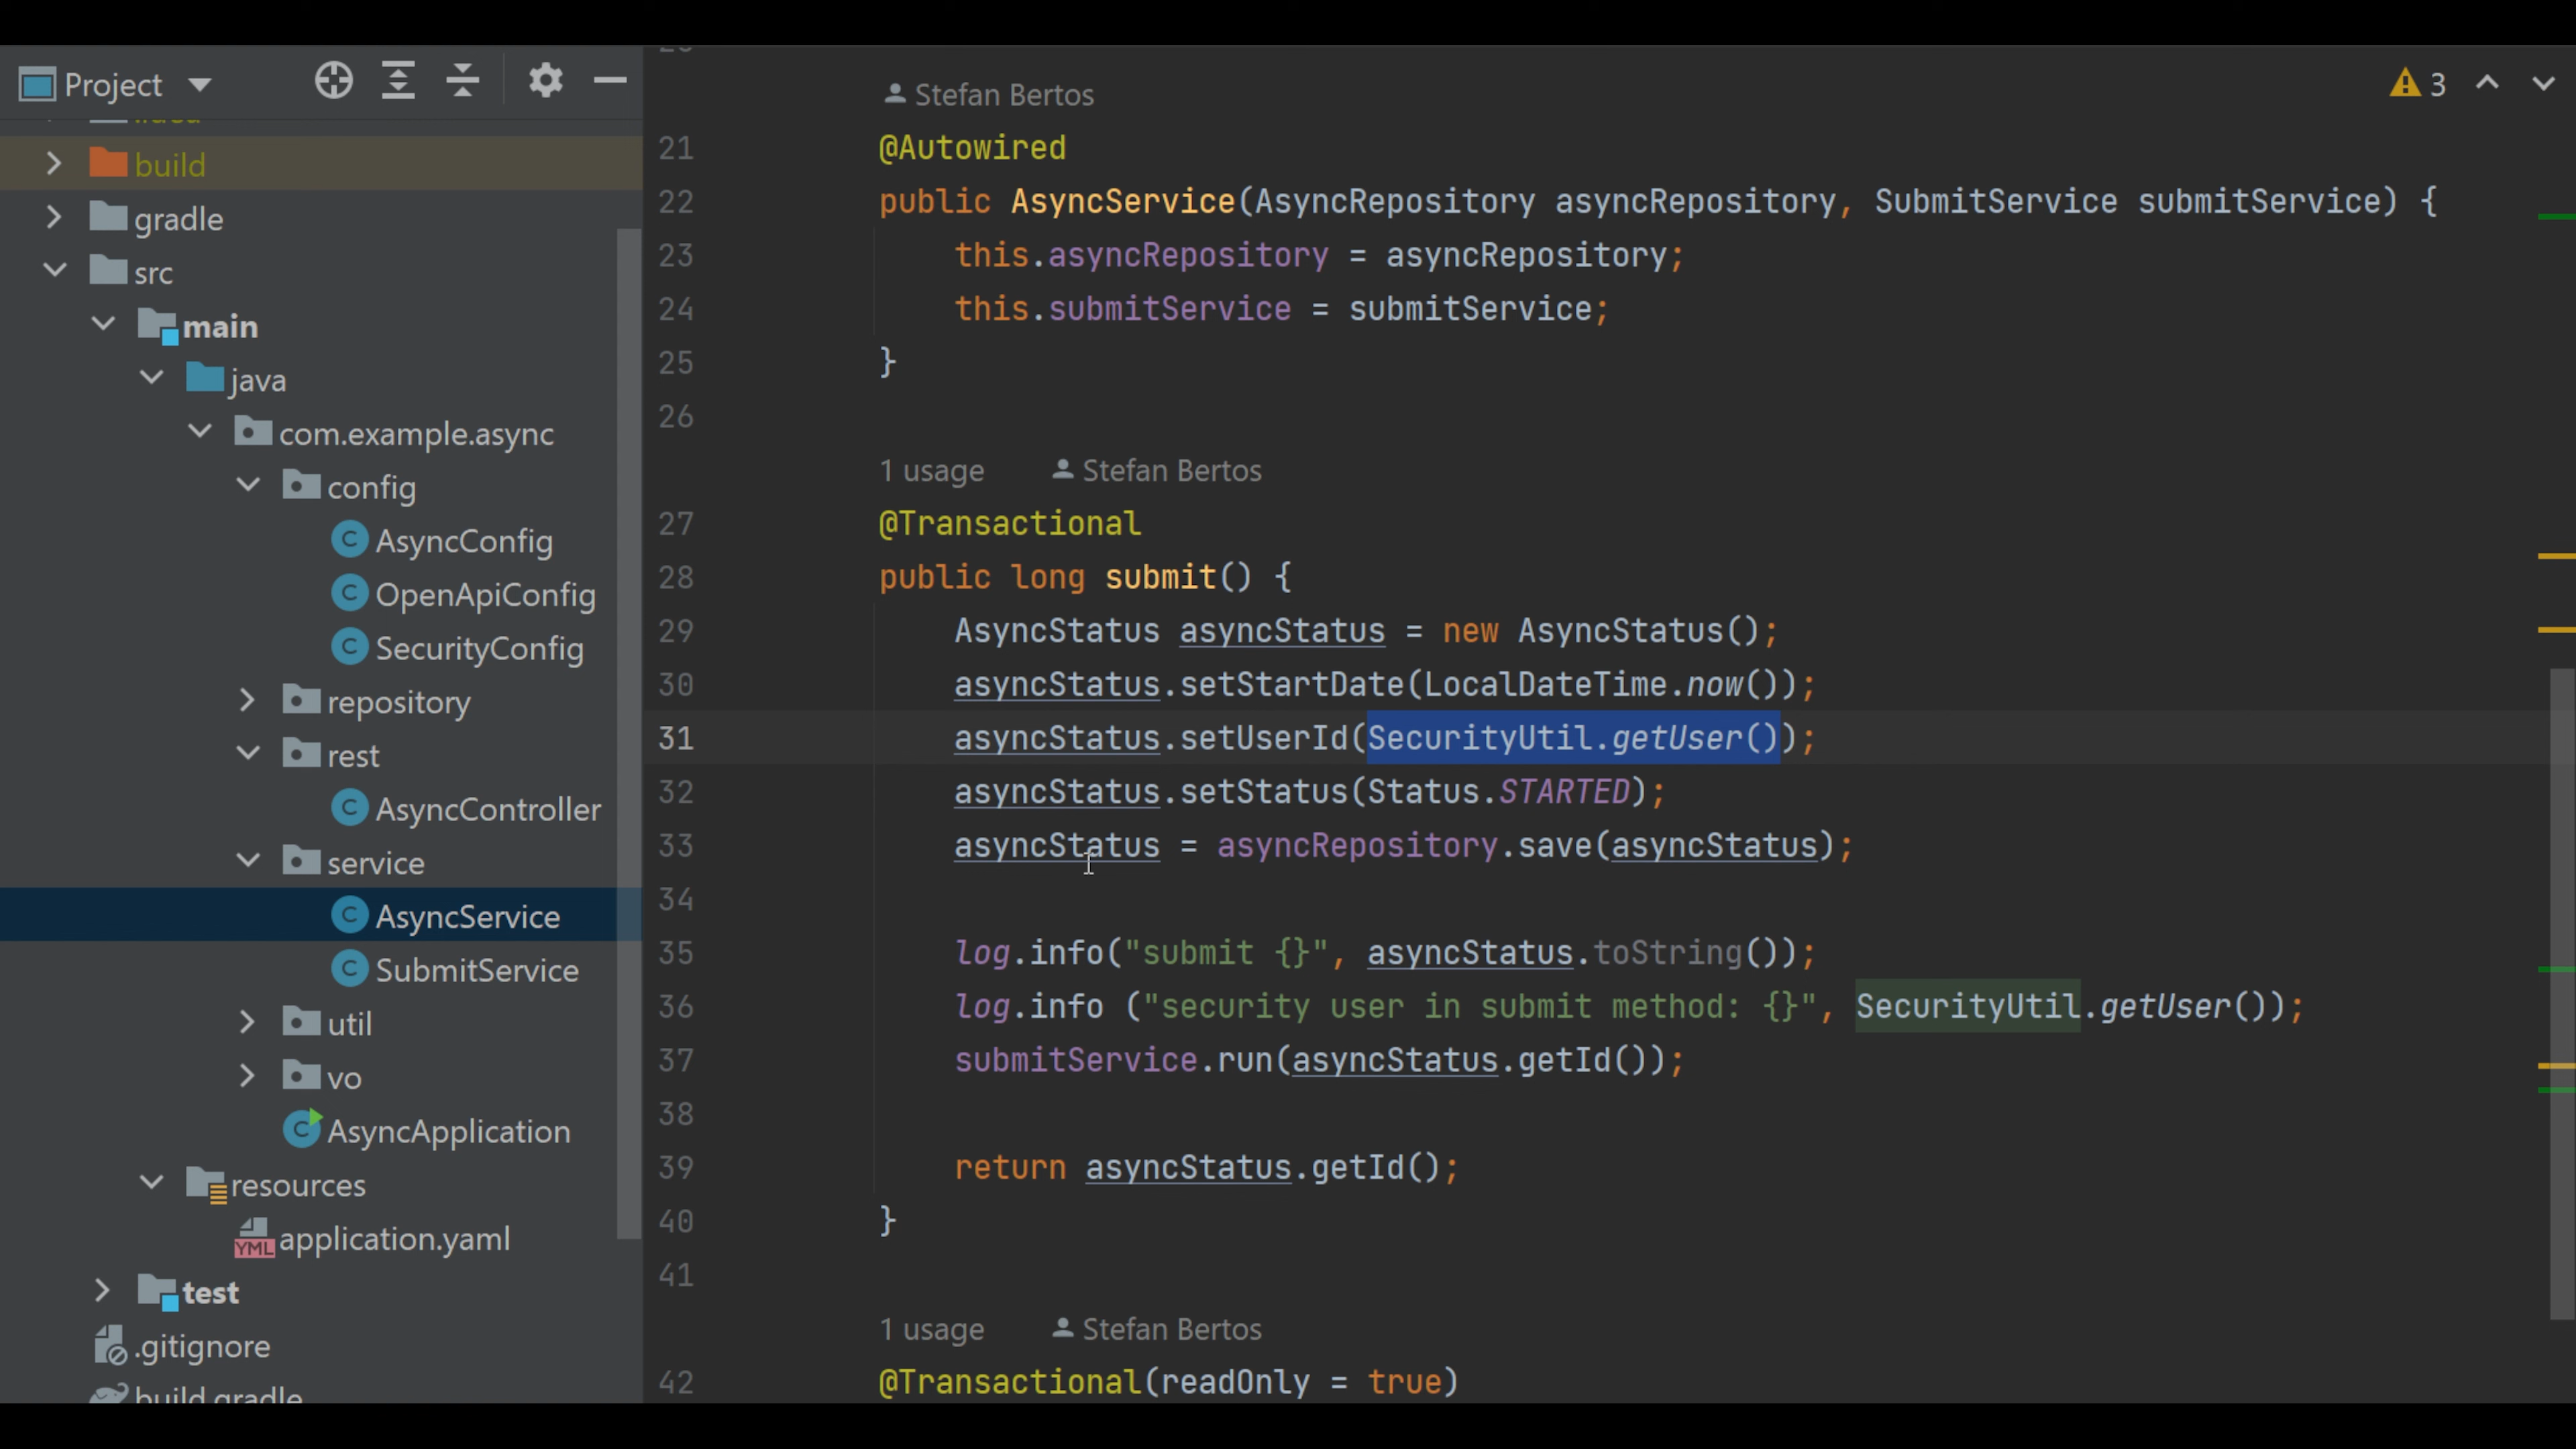 Project
build
gradle
src
main
java
com.example.async
config
AsyncConfig
OpenApiConfig
SecurityConfig
repository
rest
AsyncController
service
AsyncService
SubmitService
util
vo
AsyncApplication
resources
application.yaml
test
.gitignore
build.gradle
3
Stefan Bertos
21 @Autowired
22 public AsyncService(AsyncRepository asyncRepository, SubmitService submitService) {
23 this.asyncRepository = asyncRepository;
24 this.submitService = submitService;
25 }
26
1 usage Stefan Bertos
27 @Transactional
28 public long submit() {
29 AsyncStatus asyncStatus = new AsyncStatus();
30 asyncStatus.setStartDate(LocalDateTime.now());
31 asyncStatus.setUserId(SecurityUtil.getUser());
32 asyncStatus.setStatus(Status.STARTED);
33 asyncStatus = asyncRepository.save(asyncStatus);
34
35 log.info("submit {}", asyncStatus.toString());
36 log.info ("security user in submit method: {}", SecurityUtil.getUser());
37 submitService.run(asyncStatus.getId());
38
39 return asyncStatus.getId();
40 }
41
1 usage Stefan Bertos
42 @Transactional(readOnly = true)